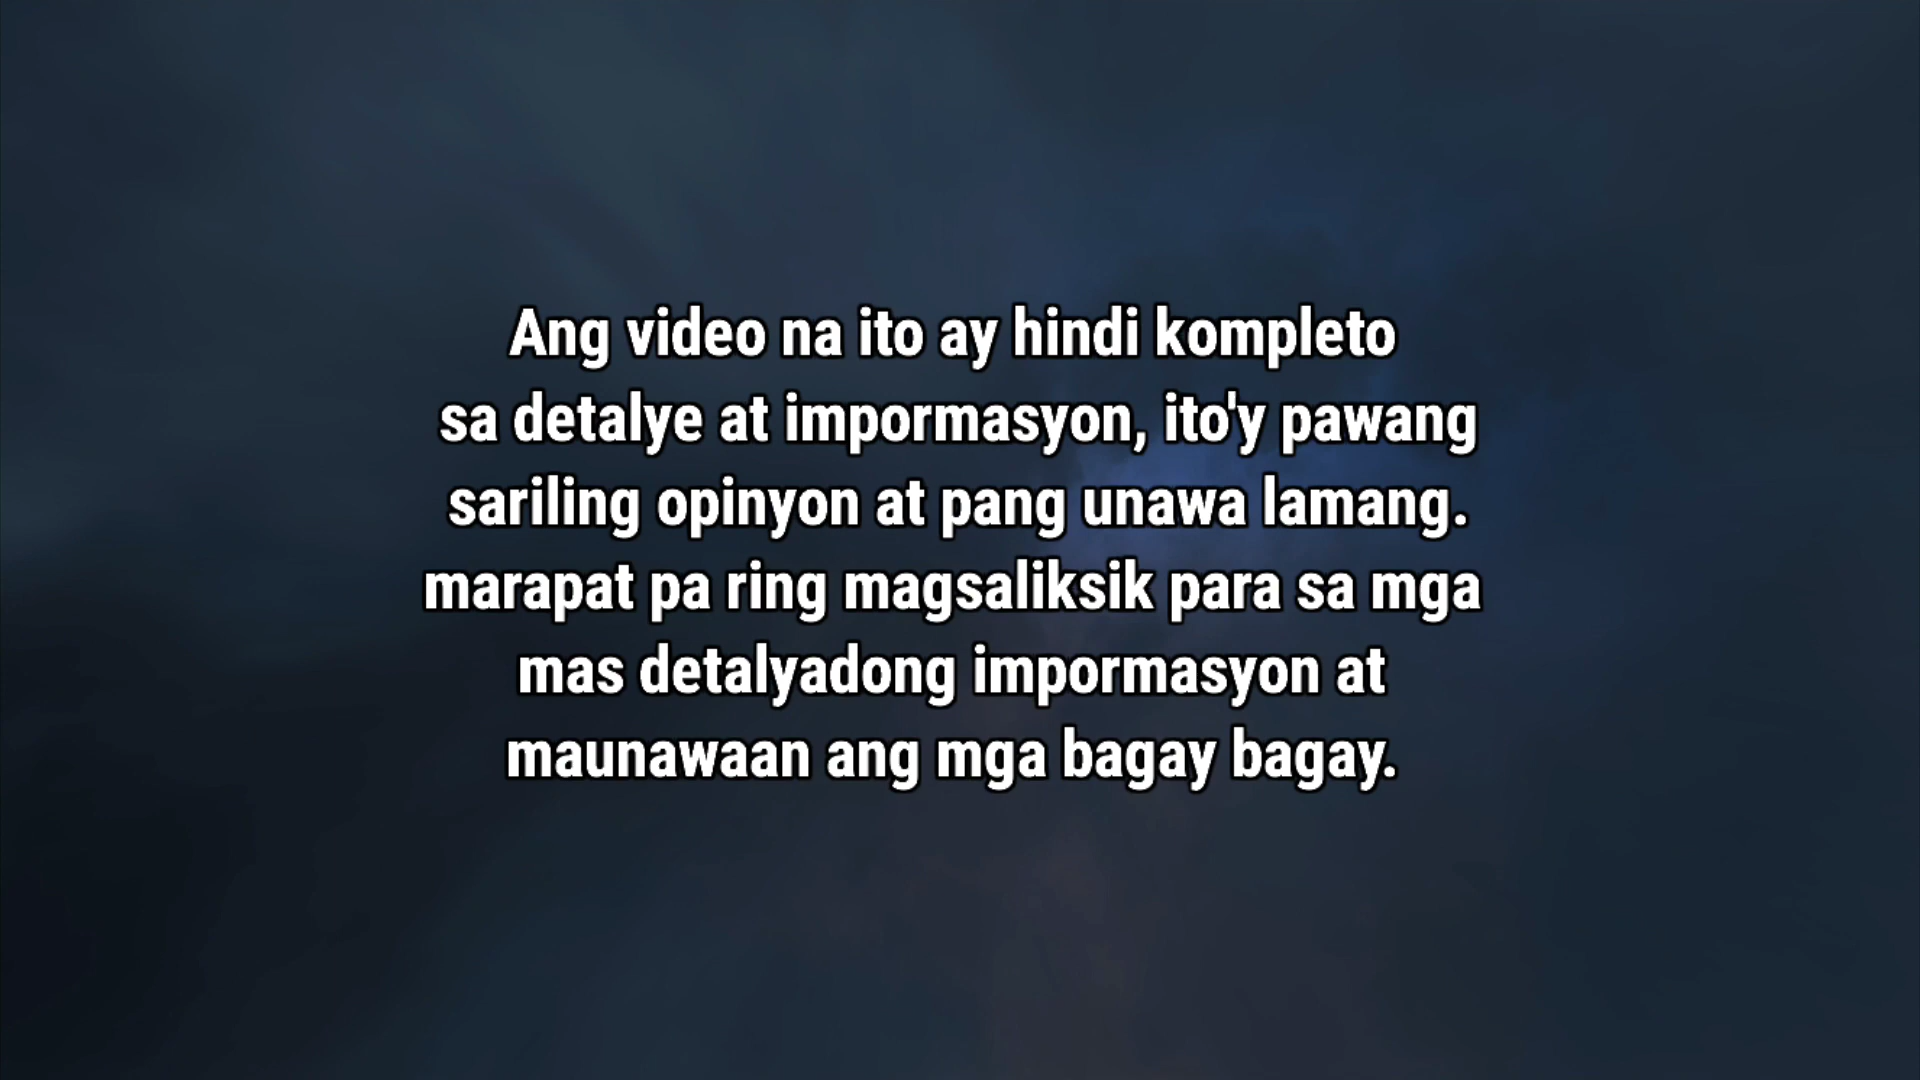 Ang video na ito ay hindi kompleto
sa detalye at impormasyon, ito'y pawang
sariling opinyon at pang unawa lamang.
marapat pa ring magsaliksik para sa mga
mas detalyadong impormasyon at
maunawaan ang mga bagay bagay.